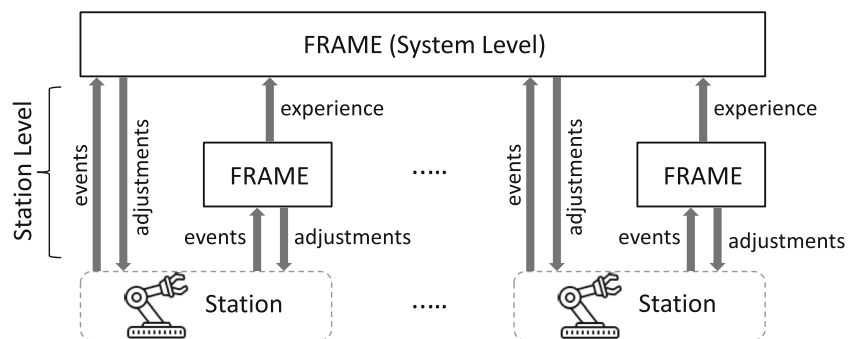 FRAME (System Level)
Station Level
events
adjustments
experience
FRAME
events
adjustments
.....
events
adjustments
experience
FRAME
events
adjustments
Station
.....
Station